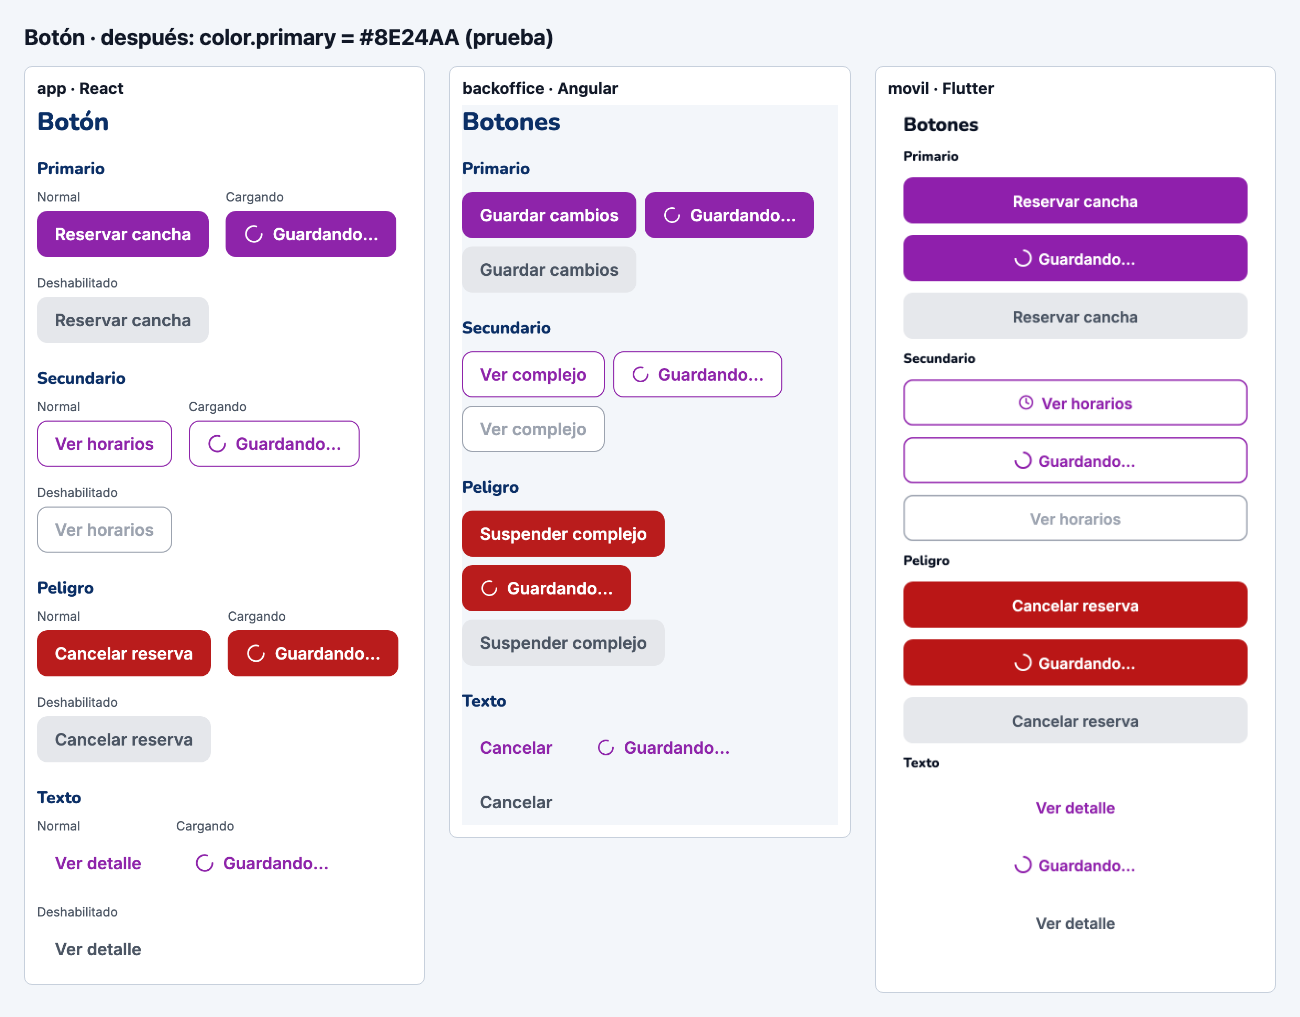 Botón · después: color.primary = #8E24AA (prueba)
app · React
Botón
Primario
Normal
Cargando
Reservar cancha
Guardando...
Deshabilitado
Reservar cancha
Secundario
Normal
Cargando
Ver horarios
Guardando...
Deshabilitado
Ver horarios
Peligro
Normal
Cargando
Cancelar reserva
Guardando...
Deshabilitado
Cancelar reserva
Texto
Normal
Cargando
Ver detalle
Guardando...
Deshabilitado
Ver detalle
backoffice · Angular
Botones
Primario
Guardar cambios
Guardando...
Guardar cambios
Secundario
Ver complejo
Guardando...
Ver complejo
Peligro
Suspender complejo
Guardando...
Suspender complejo
Texto
Cancelar
Guardando...
Cancelar
movil · Flutter
Botones
Primario
Reservar cancha
Guardando...
Reservar cancha
Secundario
Ver horarios
Guardando...
Ver horarios
Peligro
Cancelar reserva
Guardando...
Cancelar reserva
Texto
Ver detalle
Guardando...
Ver detalle